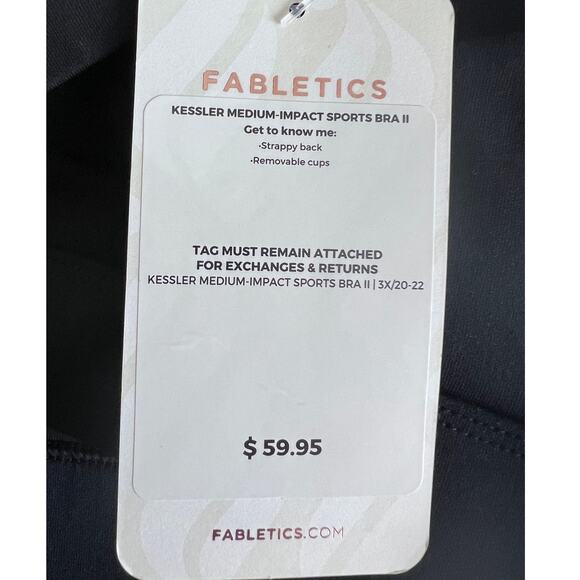 FABLETICS
KESSLER MEDIUM-IMPACT SPORTS BRA II
Get to know me:
•Strappy back
•Removable cups
TAG MUST REMAIN ATTACHED
FOR EXCHANGES & RETURNS
KESSLER MEDIUM-IMPACT SPORTS BRA II | 3X/20-22
$ 59.95
FABLETICS.COM